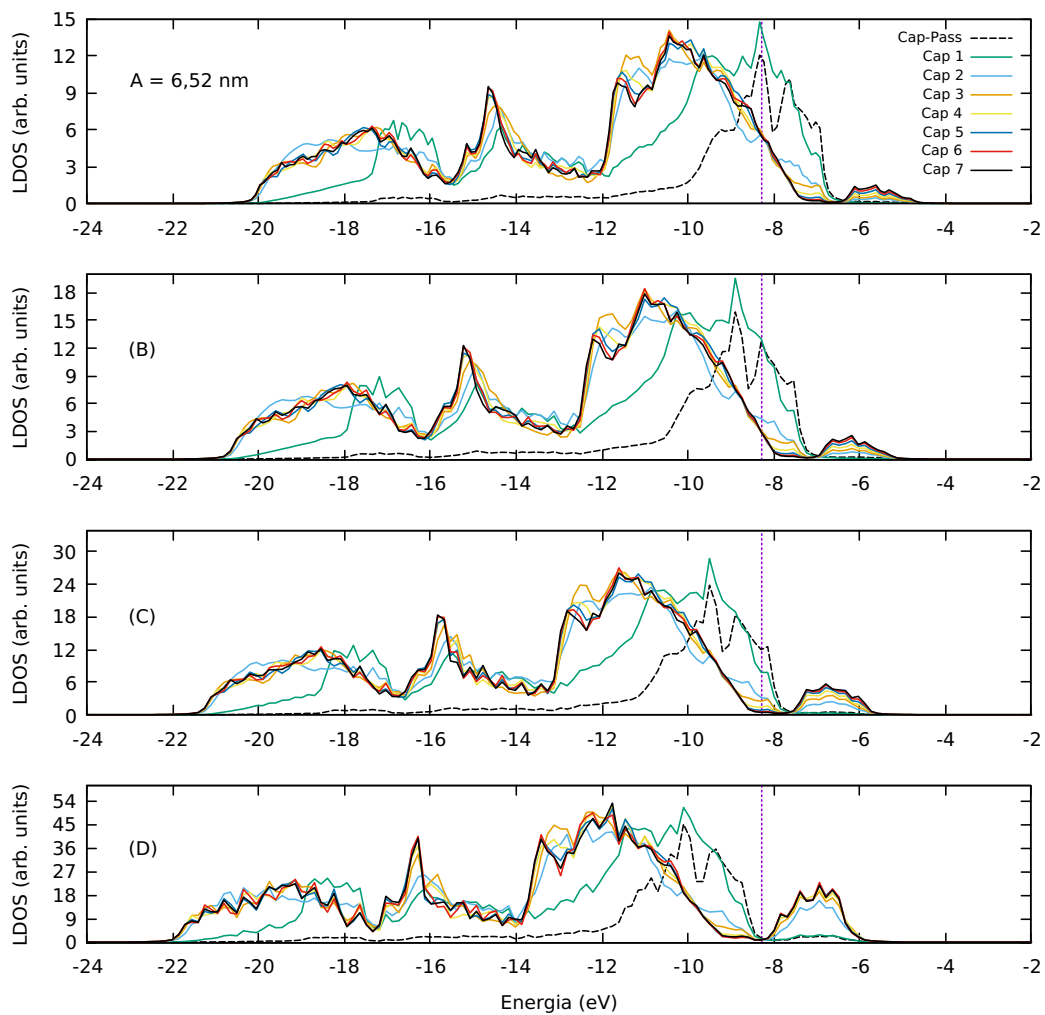 15
12
9
6
3
0
LDOS (arb. units)
A = 6,52 nm
Cap-Pass
Cap 1
Cap 2
Cap 3
Cap 4
Cap 5
Cap 6
Cap 7
-24 -22 -20 -18 -16 -14 -12 -10 -8 -6 -4 -2
18
15
12
9
6
3
0
LDOS (arb. units)
(B)
-24 -22 -20 -18 -16 -14 -12 -10 -8 -6 -4 -2
30
24
18
12
6
0
LDOS (arb. units)
(C)
-24 -22 -20 -18 -16 -14 -12 -10 -8 -6 -4 -2
54
45
36
27
18
9
0
LDOS (arb. units)
(D)
-24 -22 -20 -18 -16 -14 -12 -10 -8 -6 -4 -2
Energia (eV)